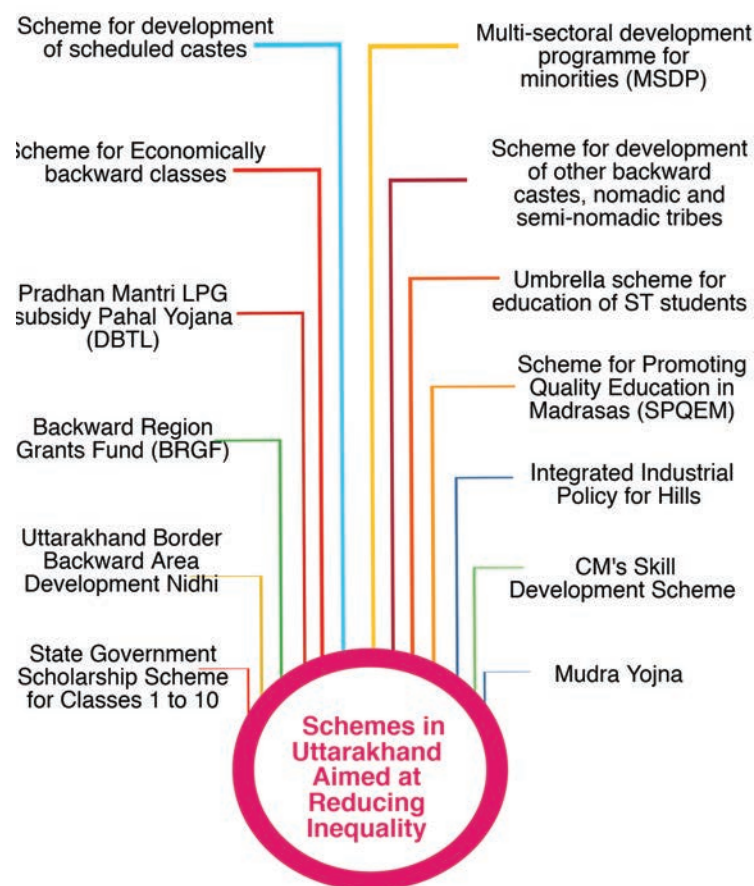 Scheme for development
of scheduled castes
Scheme for Economically
backward classes
Pradhan Mantri LPG
subsidy Pahal Yojana
(DBTL)
Backward Region
Grants Fund (BRGF)
Uttarakhand Border
Backward Area
Development Nidhi
State Government
Scholarship Scheme
for Classes 1 to 10
Multi-sectoral development
programme for
minorities (MSDP)
Scheme for development
of other backward
castes, nomadic and
semi-nomadic tribes
Umbrella scheme for
education of ST students
Scheme for Promoting
Quality Education in
Madrasas (SPQEM)
Integrated Industrial
Policy for Hills
CM's Skill
Development Scheme
Mudra Yojna
Schemes in
Uttarakhand
Aimed at
Reducing
Inequality